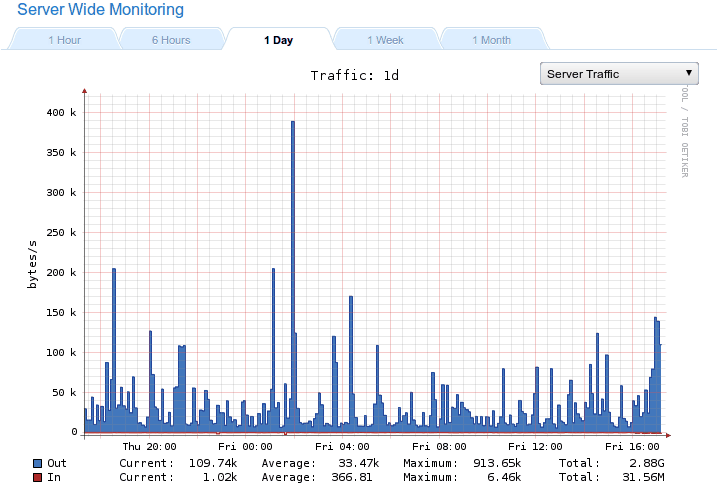 Server Wide Monitoring
1 Hour 6 Hours 1 Day 1 Week 1 Month
Traffic: 1d
Server Traffic
TOOL / TOBI OETIKER
bytes/s
400 k
350 k
300 k
250 k
200 k
150 k
100 k
50 k
0
Thu 20:00 Fri 00:00 Fri 04:00 Fri 08:00 Fri 12:00 Fri 16:00
Out Current: 109.74k Average: 33.47k Maximum: 913.65k Total: 2.88G
In Current: 1.02k Average: 366.81 Maximum: 6.46k Total: 31.56M